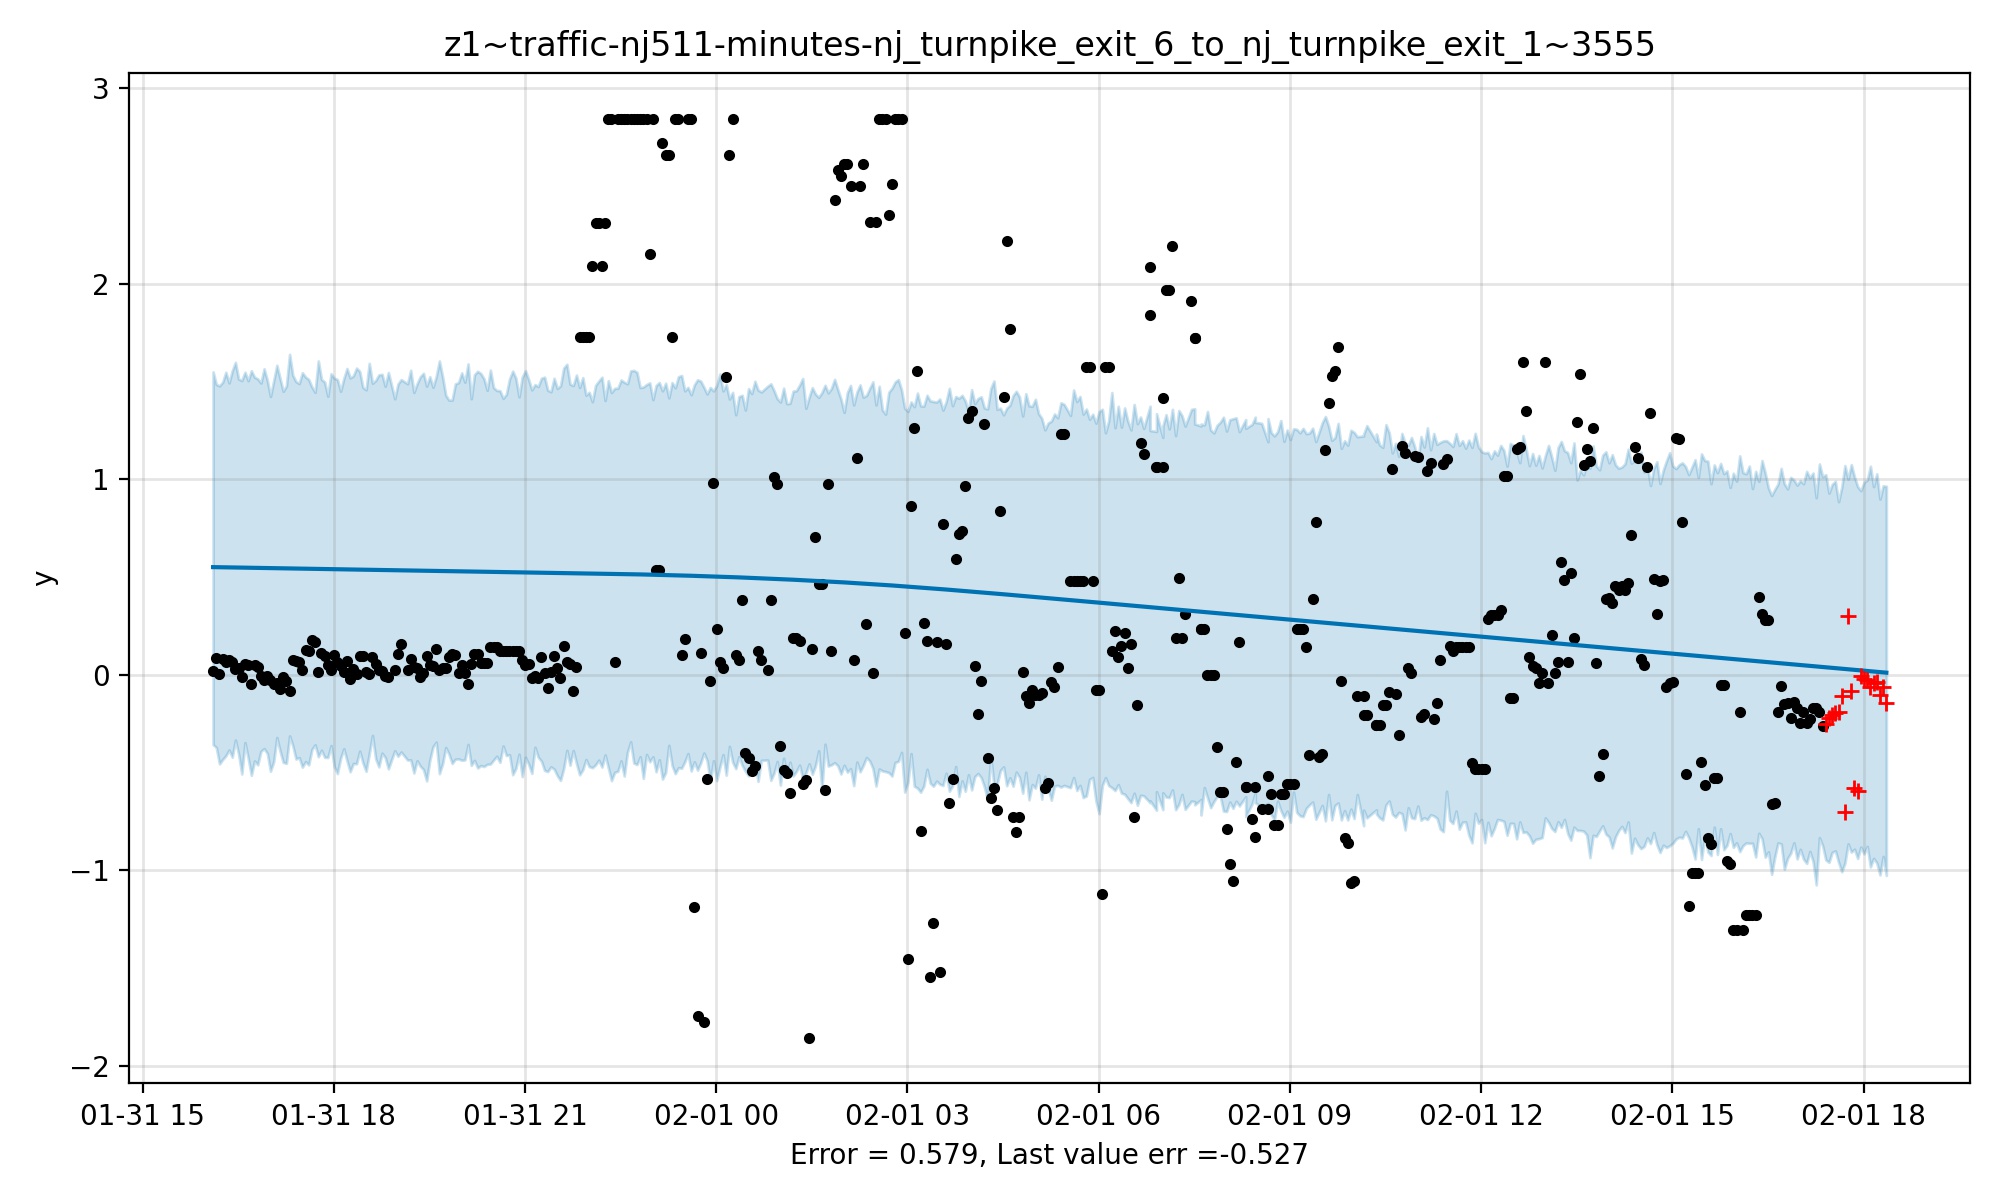 z1~traffic-nj511-minutes-nj_turnpike_exit_6_to_nj_turnpike_exit_1~3555
3
2
1
0
−1
−2
y
01-31 15 01-31 18 01-31 21 02-01 00 02-01 03 02-01 06 02-01 09 02-01 12 02-01 15 02-01 18
Error = 0.579, Last value err =-0.527